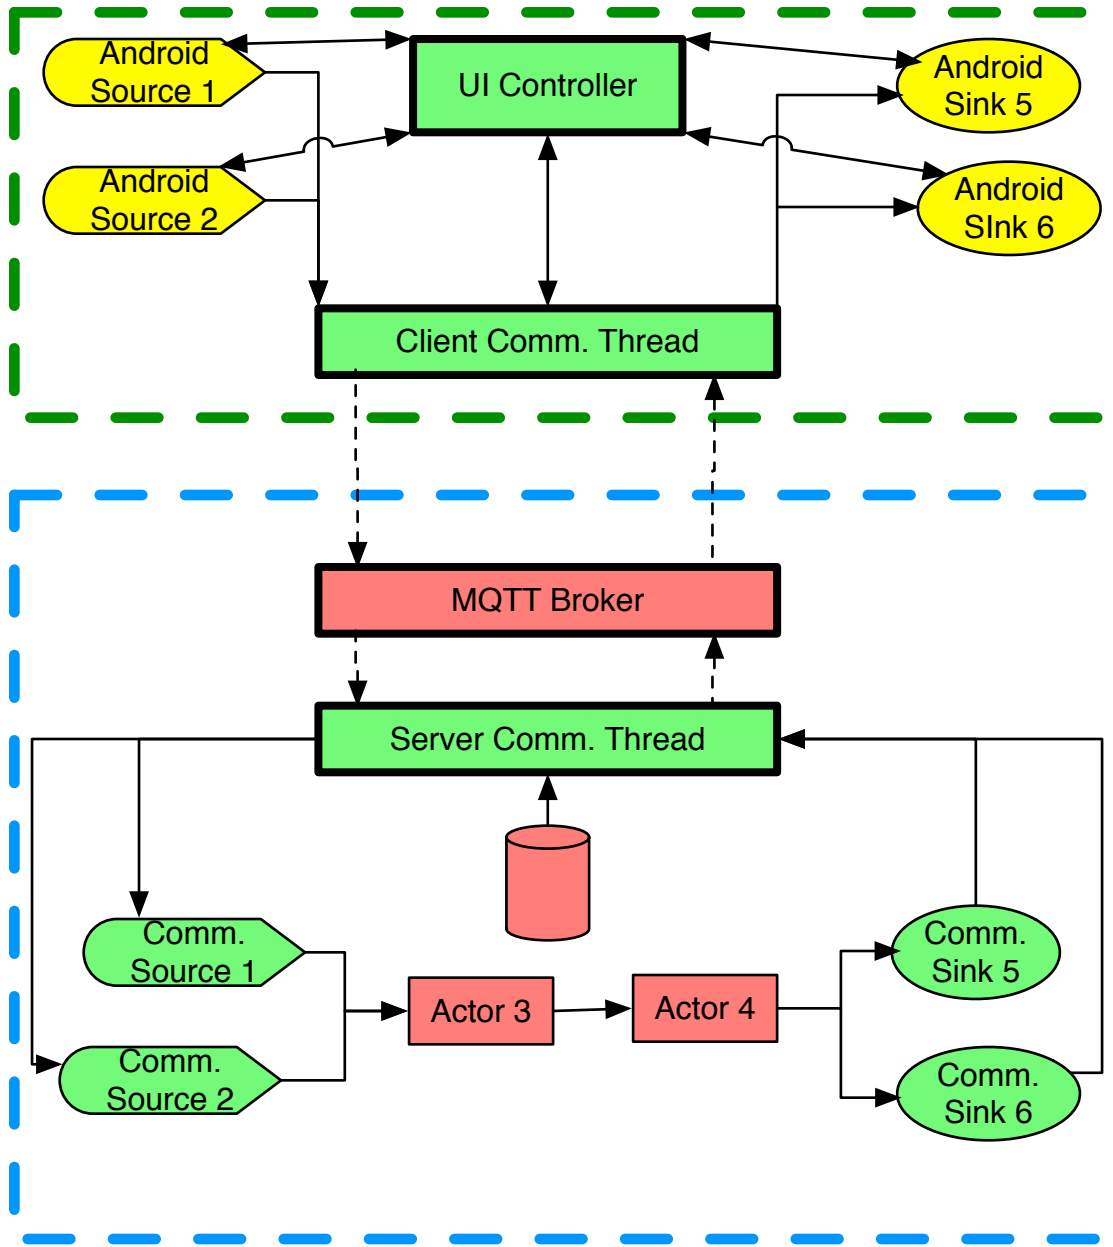 Android
Source 1
UI Controller
Android
Sink 5
Android
Source 2
Android
SInk 6
Client Comm. Thread
MQTT Broker
Server Comm. Thread
Comm.
Source 1
Comm.
Sink 5
Actor 3
Actor 4
Comm.
Source 2
Comm.
Sink 6